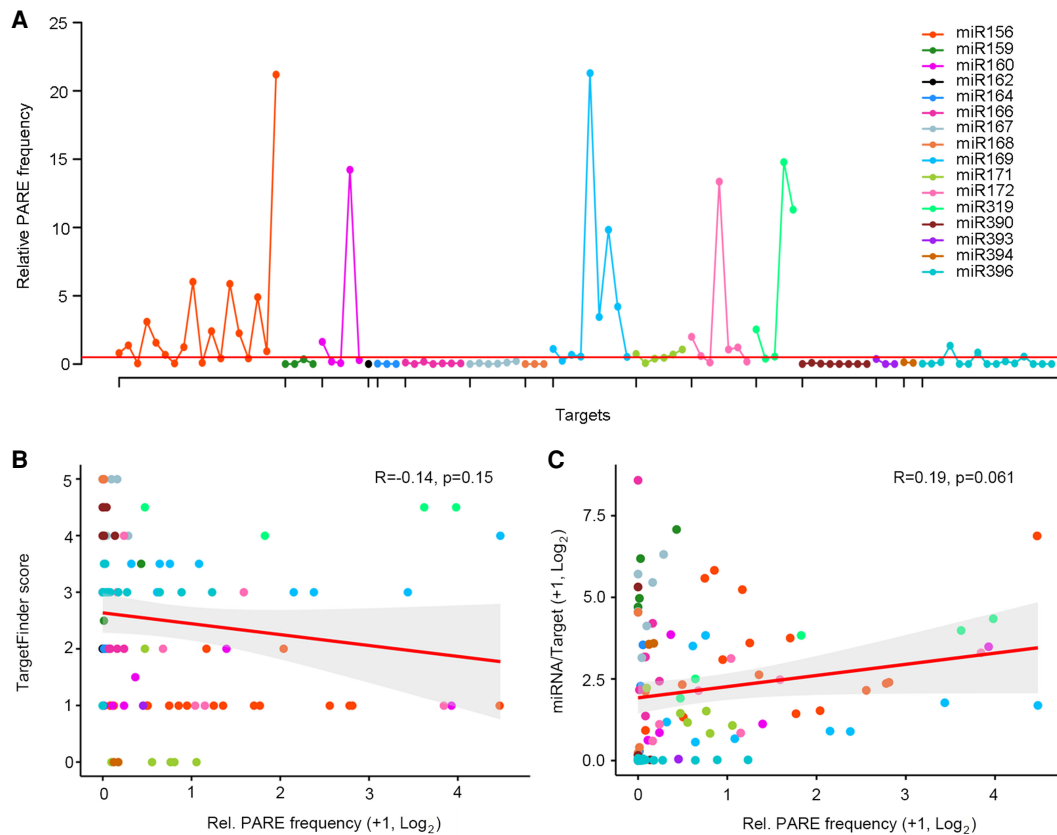 A
25
20
15
10
5
0
Relative PARE frequency
Targets
miR156
miR159
miR160
miR162
miR164
miR166
miR167
miR168
miR169
miR171
miR172
miR319
miR390
miR393
miR394
miR396
B
R=-0.14, p=0.15
5
4
3
2
1
0
TargetFinder score
0 1 2 3 4
Rel. PARE frequency (+1, Log₂)
C
R=0.19, p=0.061
7.5
5.0
2.5
0.0
miRNA/Target (+1, Log₂)
0 1 2 3 4
Rel. PARE frequency (+1, Log₂)